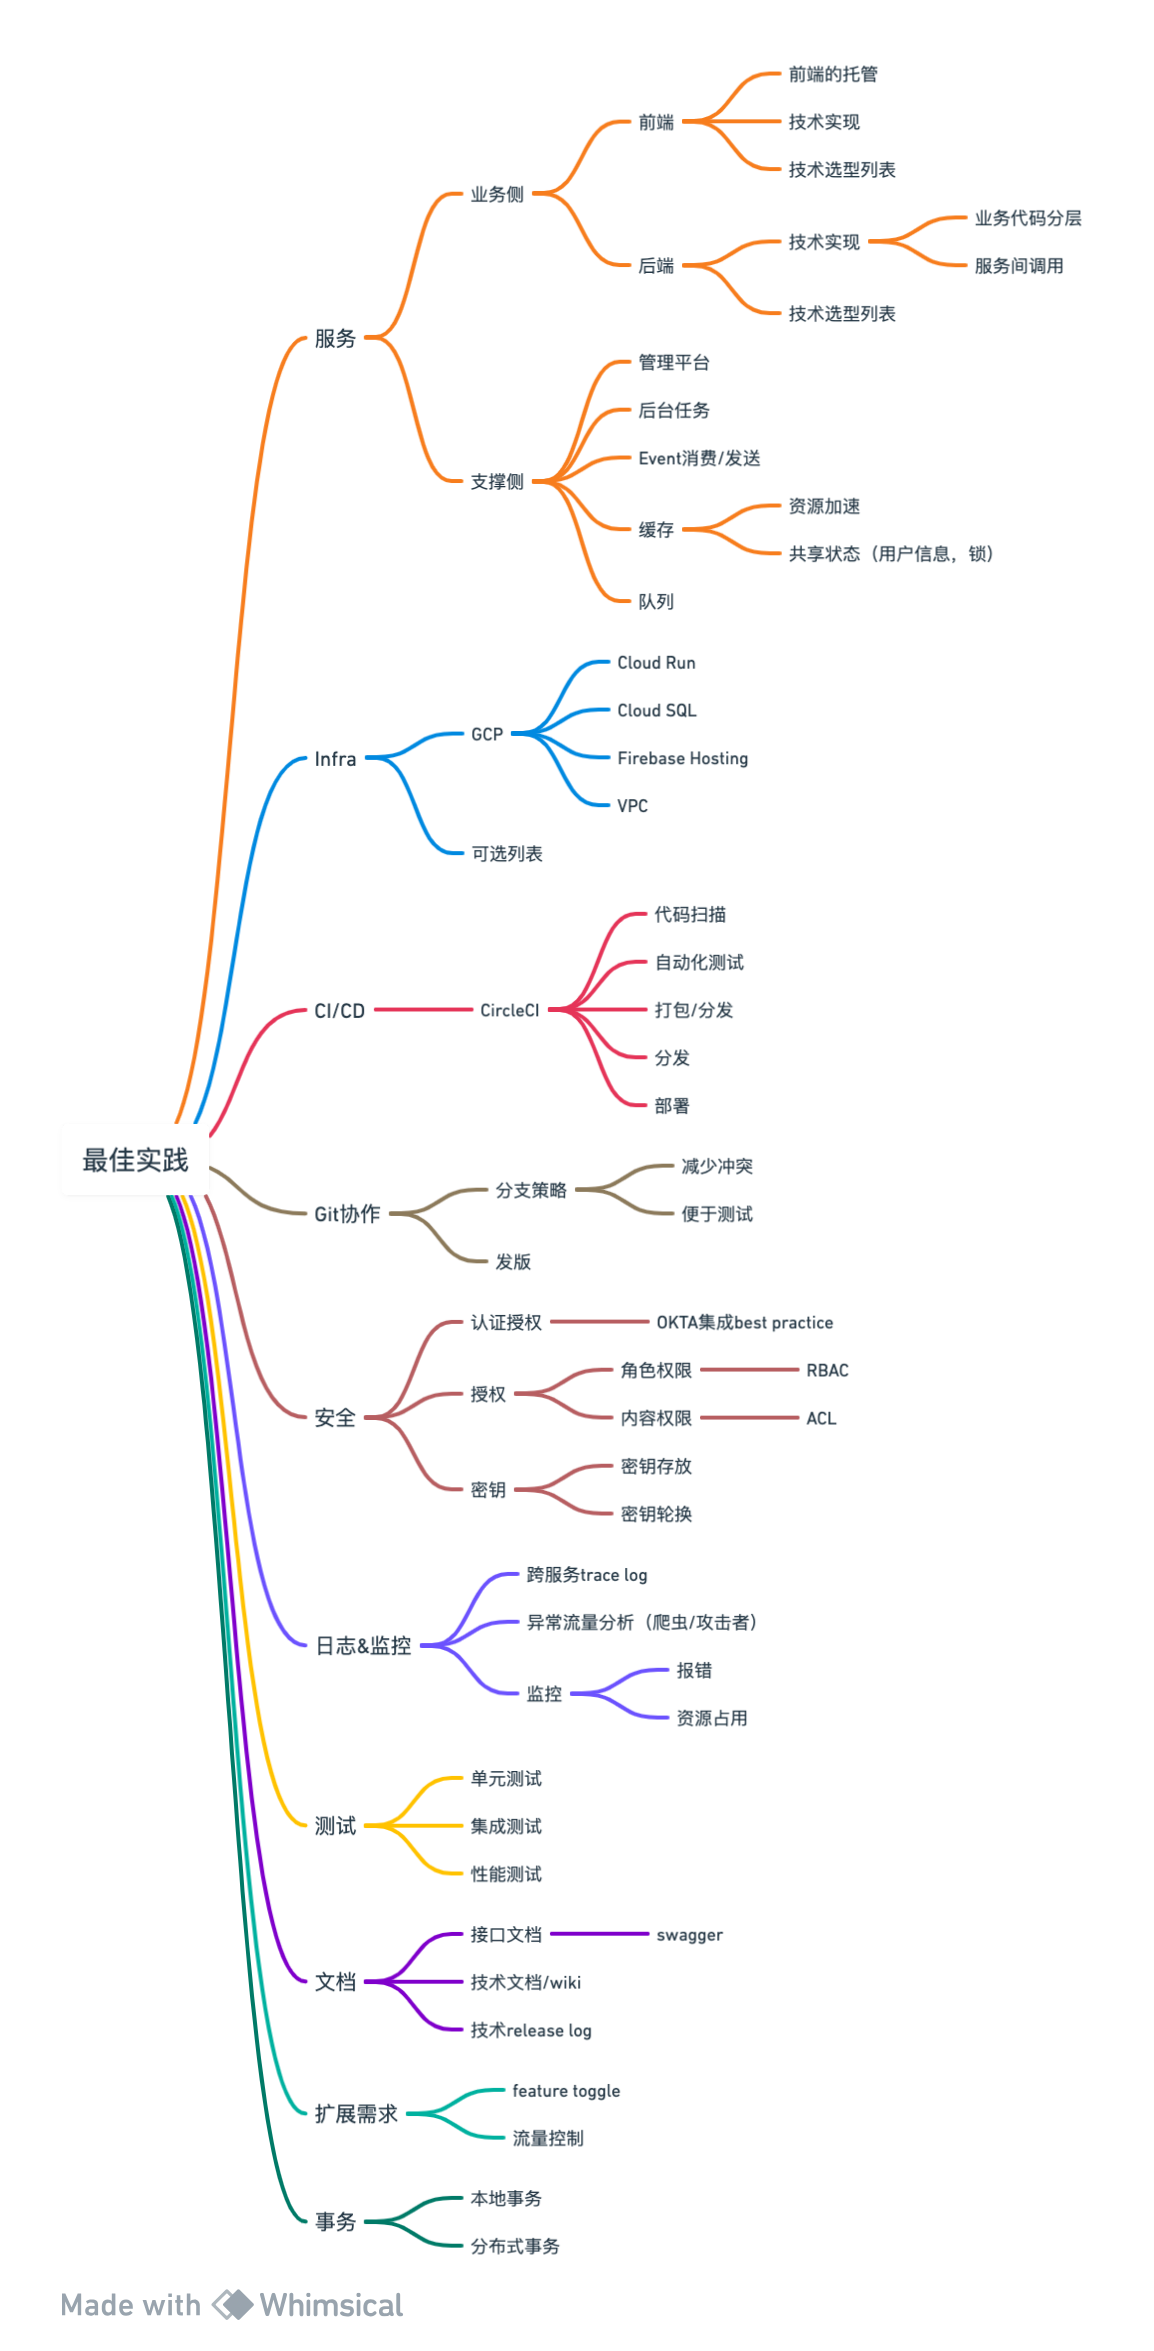 最佳实践
服务
业务侧
前端
前端的托管
技术实现
技术选型列表
后端
技术实现
业务代码分层
服务间调用
技术选型列表
支撑侧
管理平台
后台任务
Event消费/发送
缓存
资源加速
共享状态（用户信息，锁）
队列
Infra
GCP
Cloud Run
Cloud SQL
Firebase Hosting
VPC
可选列表
CI/CD
CircleCI
代码扫描
自动化测试
打包/分发
分发
部署
Git协作
分支策略
减少冲突
便于测试
发版
安全
认证授权
OKTA集成best practice
授权
角色权限
RBAC
内容权限
ACL
密钥
密钥存放
密钥轮换
日志&监控
跨服务trace log
异常流量分析（爬虫/攻击者）
监控
报错
资源占用
测试
单元测试
集成测试
性能测试
文档
接口文档
swagger
技术文档/wiki
技术release log
扩展需求
feature toggle
流量控制
事务
本地事务
分布式事务
Made with Whimsical